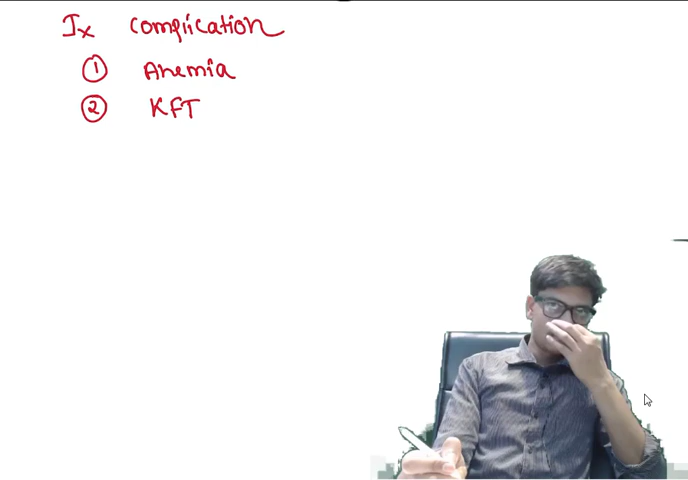 Ix Complication
① Anemia
② KFT